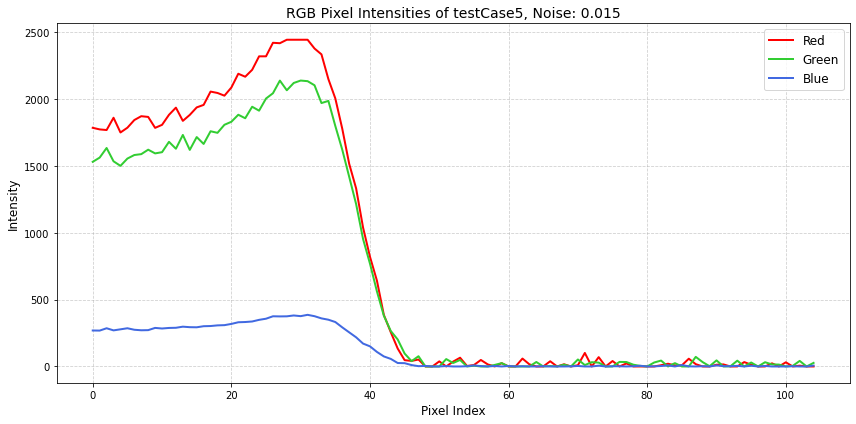 RGB Pixel Intensities of testCase5, Noise: 0.015
Red
Green
Blue
Intensity
2500
2000
1500
1000
500
0
0 20 40 60 80 100
Pixel Index